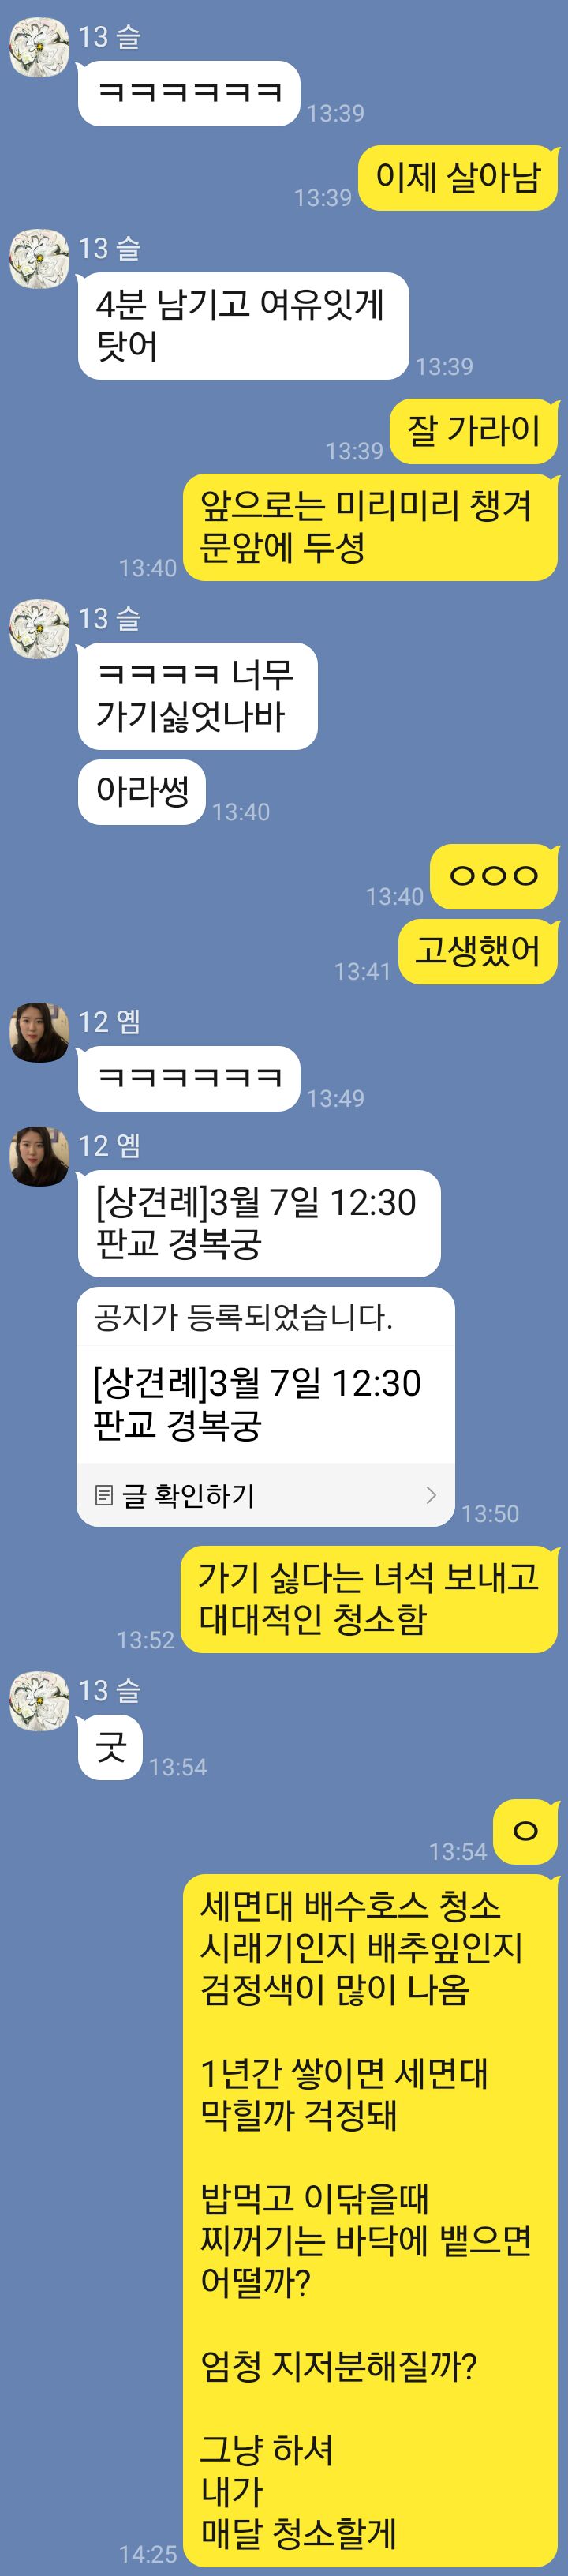 13 슬
ㅋㅋㅋㅋㅋㅋ
13:39
이제 살아남
13:39
13 슬
4분 남기고 여유잇게
탓어
13:39
잘 가라이
13:39
앞으로는 미리미리 챙겨
문앞에 두셩
13:40
13 슬
ㅋㅋㅋㅋ 너무
가기싫엇나바
아라썽
13:40
ㅇㅇㅇ
13:40
고생했어
13:41
12 옘
ㅋㅋㅋㅋㅋㅋ
13:49
12 옘
[상견례]3월 7일 12:30
판교 경복궁
공지가 등록되었습니다.
[상견례]3월 7일 12:30
판교 경복궁
글 확인하기
13:50
가기 싫다는 녀석 보내고
대대적인 청소함
13:52
13 슬
굿
13:54
ㅇ
13:54
세면대 배수호스 청소
시래기인지 배추잎인지
검정색이 많이 나옴
1년간 쌓이면 세면대
막힐까 걱정돼
밥먹고 이닦을때
찌꺼기는 바닥에 뱉으면
어떨까?
엄청 지저분해질까?
그냥 하셔
내가
매달 청소할게
14:25